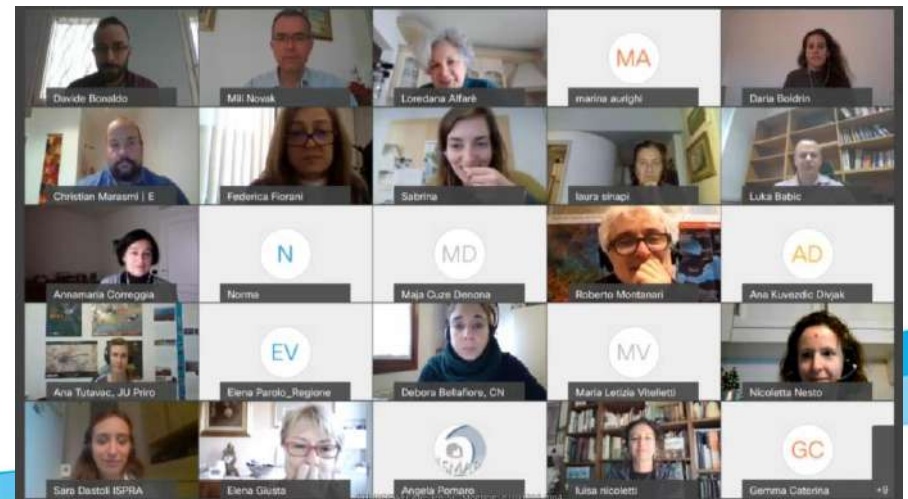 MA
Davide Bonaldo
Mili Novak
Loredana Alfarè
marina aurighi
Daria Boldrin
Christian Marasmi | E
Federica Fiorani
Sabrina
laura sinapi
Luka Babic
N
MD
AD
Annamaria Correggia
Norma
Maja Cuze Denona
Roberto Montanari
Ana Kuvezdic Divjak
EV
MV
Ana Tutavac, JU Priro
Elena Parolo_Regione
Debora Bellafiore, CN
Maria Letizia Vitelletti
Nicoletta Nesto
ISMAR
GC
Sara Dastoli ISPRA
Elena Giusta
Angela Pomaro
luisa nicoletti
Gemma Caterina
+9